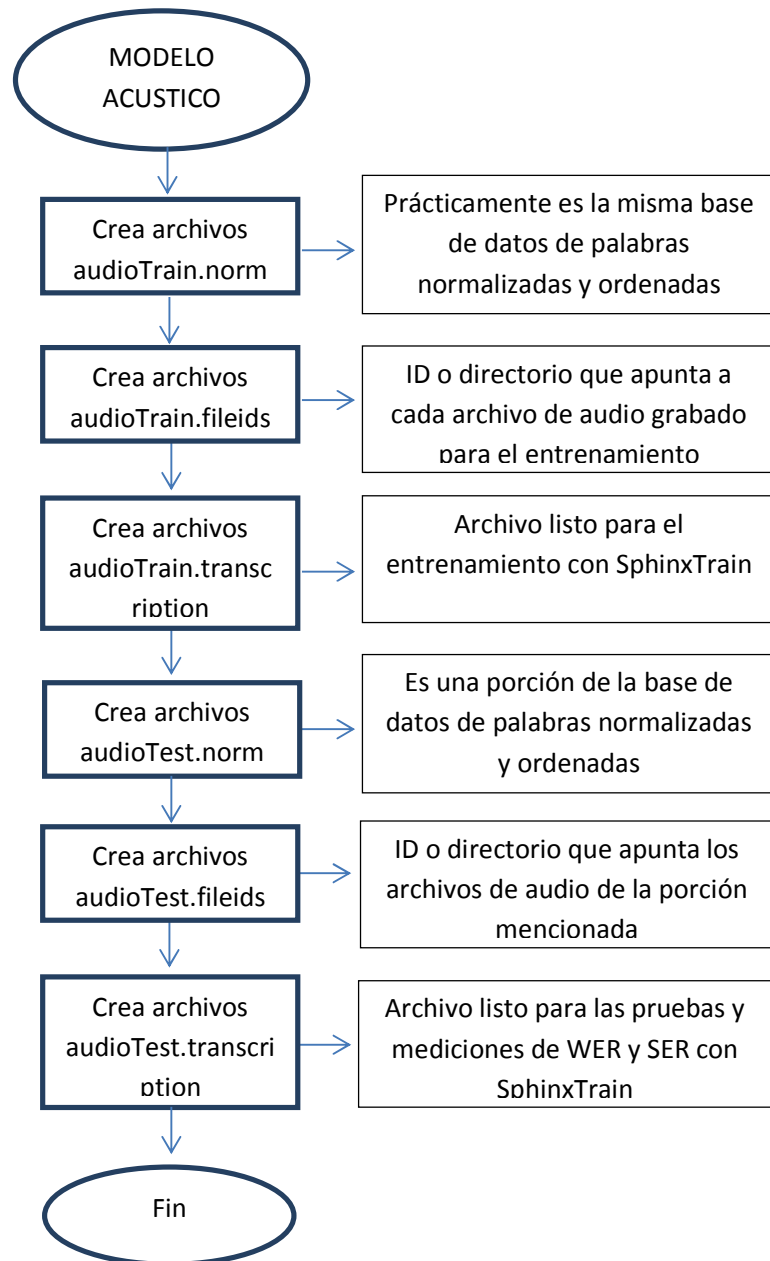 MODELO
ACUSTICO
Crea archivos
audioTrain.norm
Prácticamente es la misma base
de datos de palabras
normalizadas y ordenadas
Crea archivos
audioTrain.fileids
ID o directorio que apunta a
cada archivo de audio grabado
para el entrenamiento
Crea archivos
audioTrain.transc
ription
Archivo listo para el
entrenamiento con SphinxTrain
Crea archivos
audioTest.norm
Es una porción de la base de
datos de palabras normalizadas
y ordenadas
Crea archivos
audioTest.fileids
ID o directorio que apunta los
archivos de audio de la porción
mencionada
Crea archivos
audioTest.transcri
ption
Archivo listo para las pruebas y
mediciones de WER y SER con
SphinxTrain
Fin